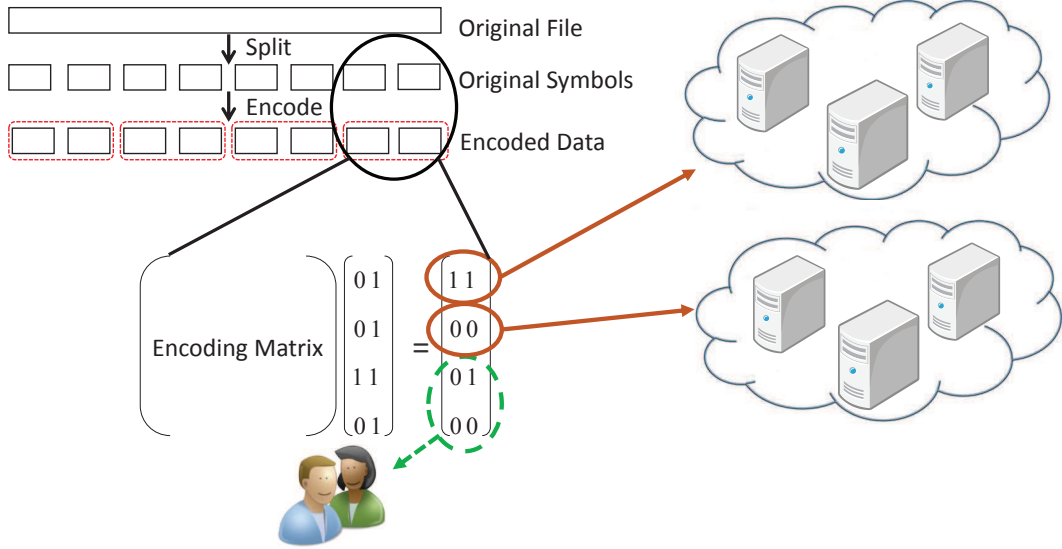 Original File
Split
Original Symbols
Encode
Encoded Data
0 1
1 1
0 1
0 0
Encoding Matrix
=
1 1
0 1
0 1
0 0